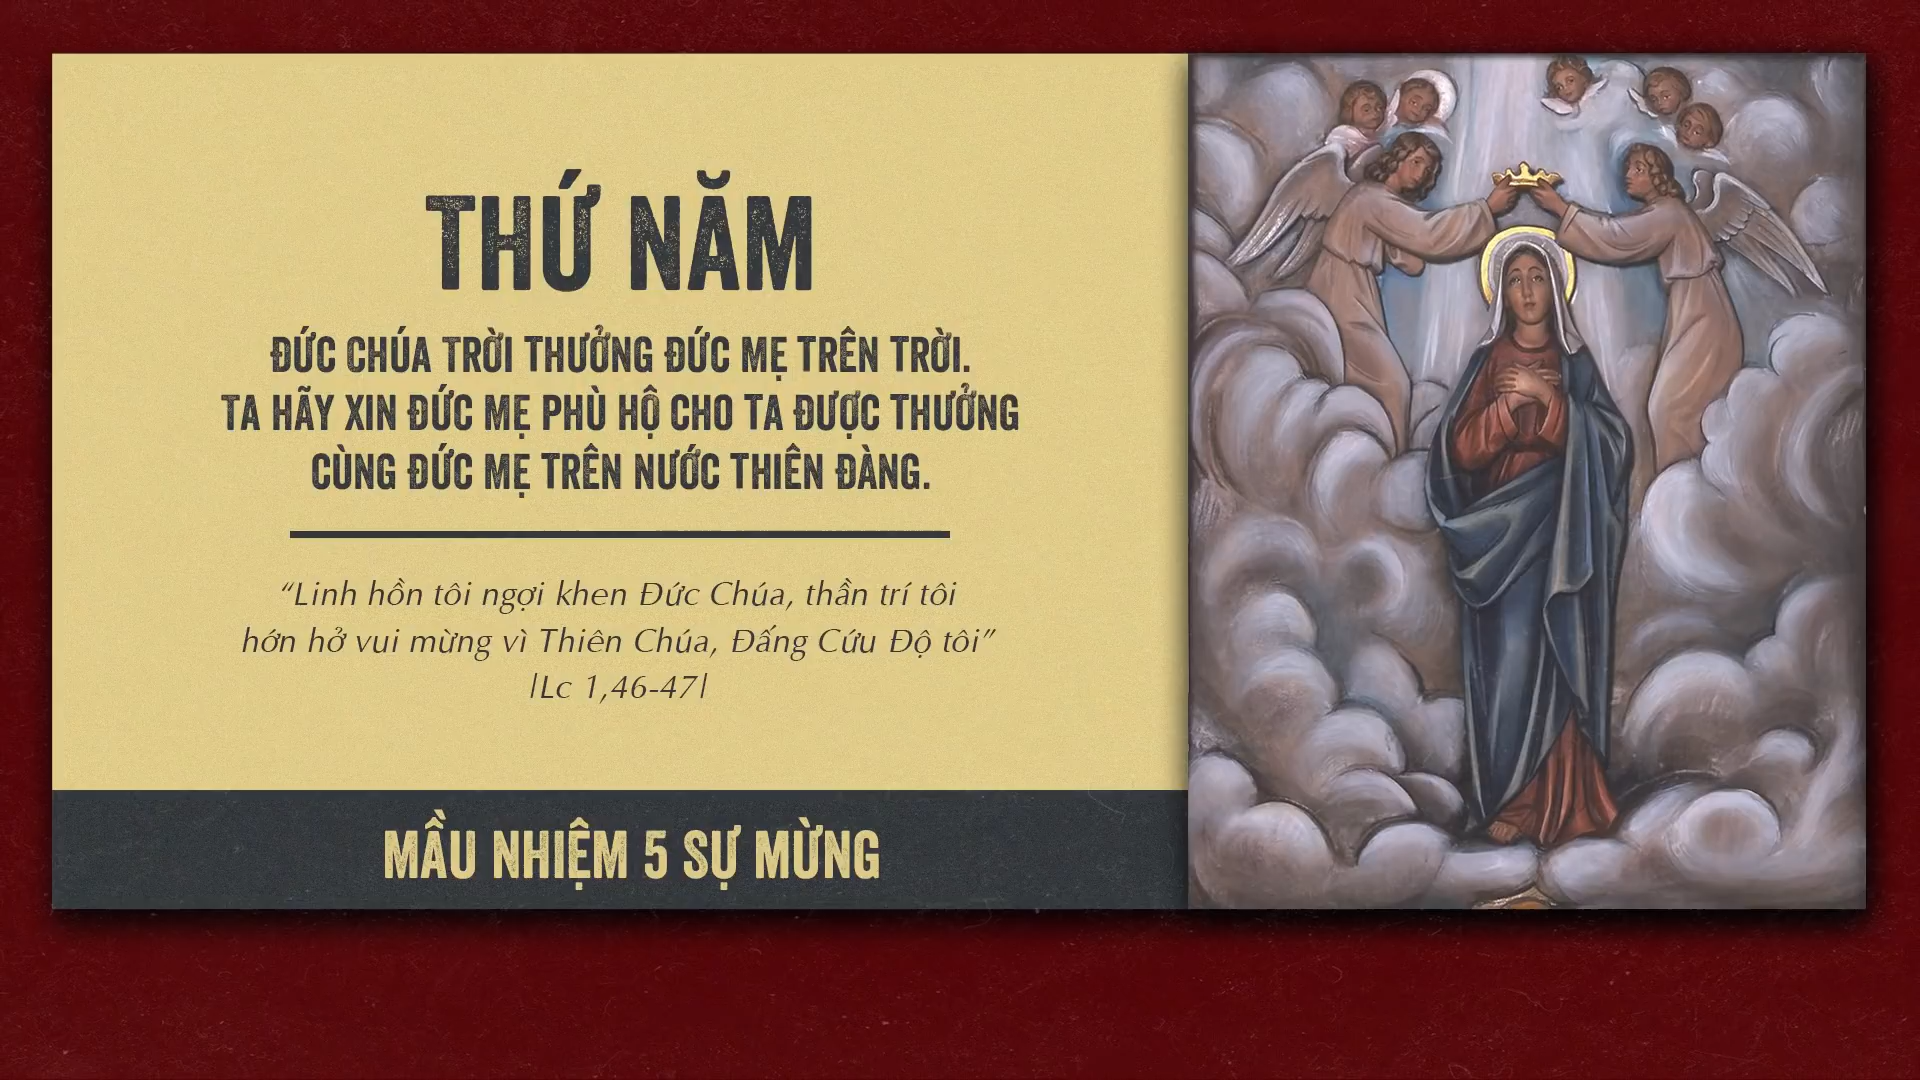 THỨ NĂM
ĐỨC CHÚA TRỜI THƯỞNG ĐỨC MẸ TRÊN TRỜI.
TA HÃY XIN ĐỨC MẸ PHÙ HỘ CHO TA ĐƯỢC THƯỞNG
CÙNG ĐỨC MẸ TRÊN NƯỚC THIÊN ĐÀNG.
“Linh hồn tôi ngợi khen Đức Chúa, thần trí tôi
hớn hở vui mừng vì Thiên Chúa, Đấng Cứu Độ tôi”
|Lc 1,46-47|
MẦU NHIỆM 5 SỰ MỪNG